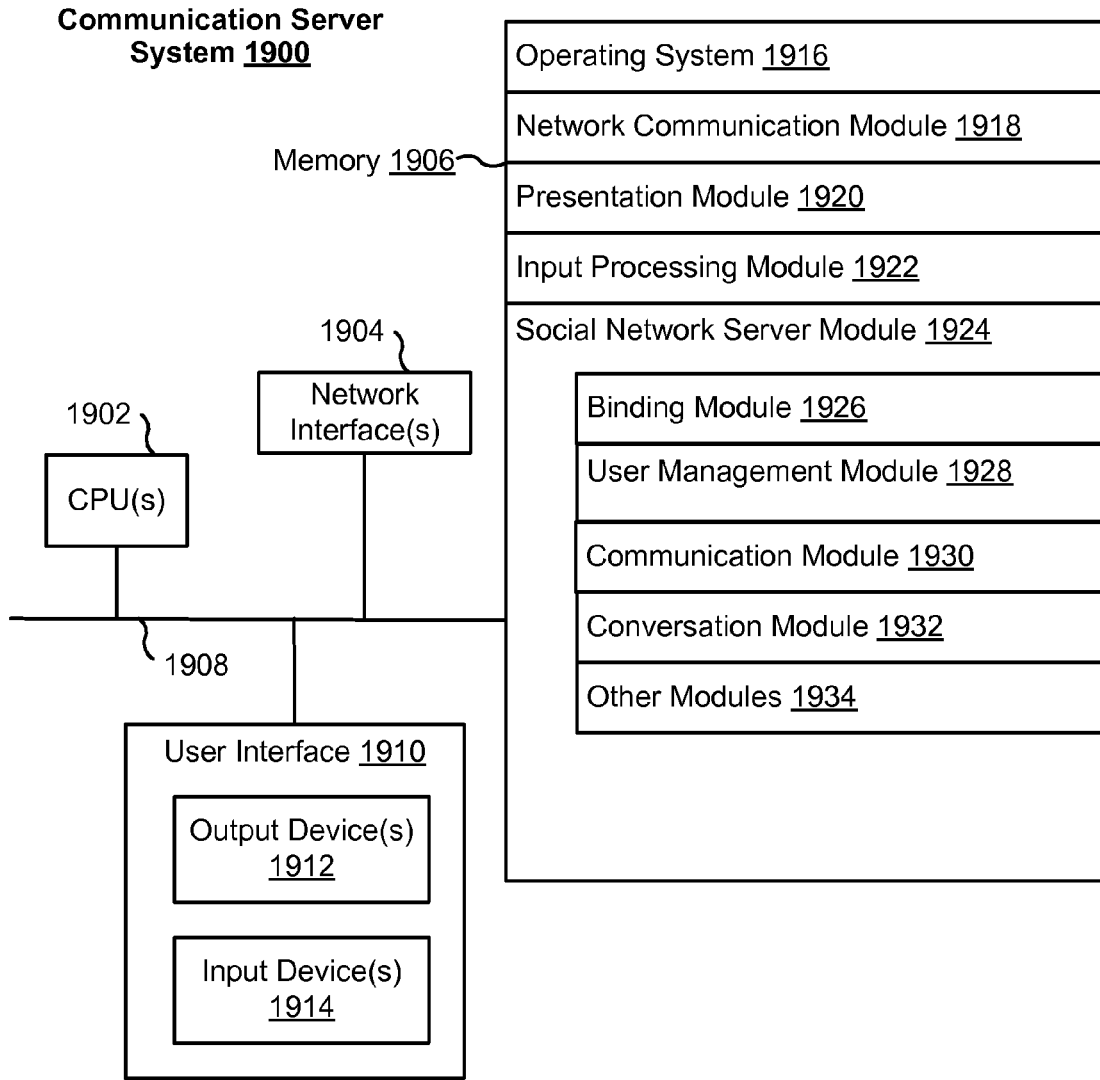 Communication Server
System 1900
Operating System 1916
Network Communication Module 1918
Memory 1906
Presentation Module 1920
Input Processing Module 1922
Social Network Server Module 1924
1904
Network
Interface(s)
1902
CPU(s)
Binding Module 1926
User Management Module 1928
Communication Module 1930
Conversation Module 1932
Other Modules 1934
1908
User Interface 1910
Output Device(s)
1912
Input Device(s)
1914